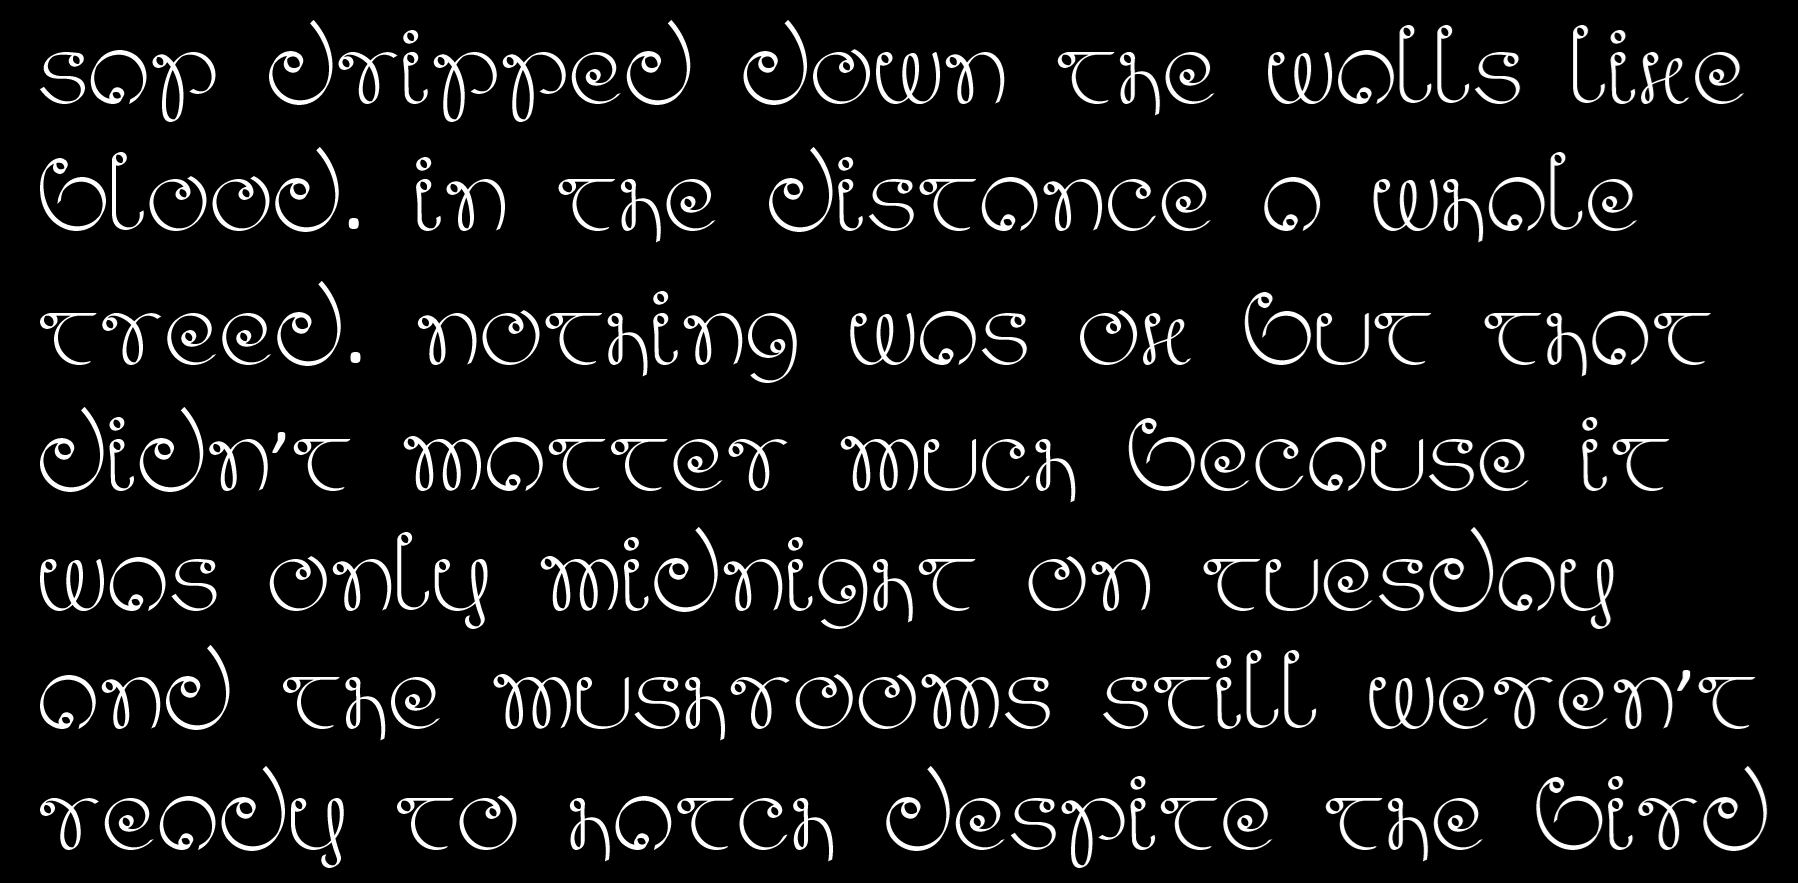 sap dripped down the walls like
blood. in the distance a whale
treed. nothing was ok but that
didn't matter much because it
was only midnight on tuesday
and the mushrooms still weren't
ready to hatch despite the bird